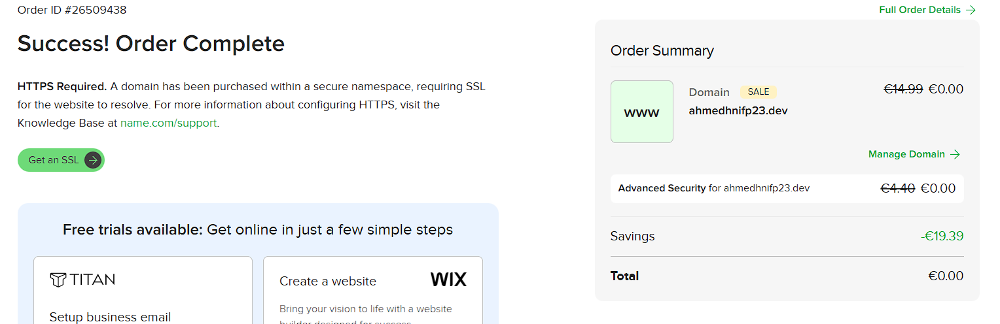 Order ID #26509438
Full Order Details
Success! Order Complete
HTTPS Required. A domain has been purchased within a secure namespace, requiring SSL
for the website to resolve. For more information about configuring HTTPS, visit the
Knowledge Base at name.com/support.
Get an SSL
Free trials available: Get online in just a few simple steps
TITAN
Setup business email
Create a website
WIX
Bring your vision to life with a website
builder designed for success
Order Summary
www
Domain SALE €14.99 €0.00
ahmedhnifp23.dev
Manage Domain
Advanced Security for ahmedhnifp23.dev €4.40 €0.00
Savings -€19.39
Total €0.00